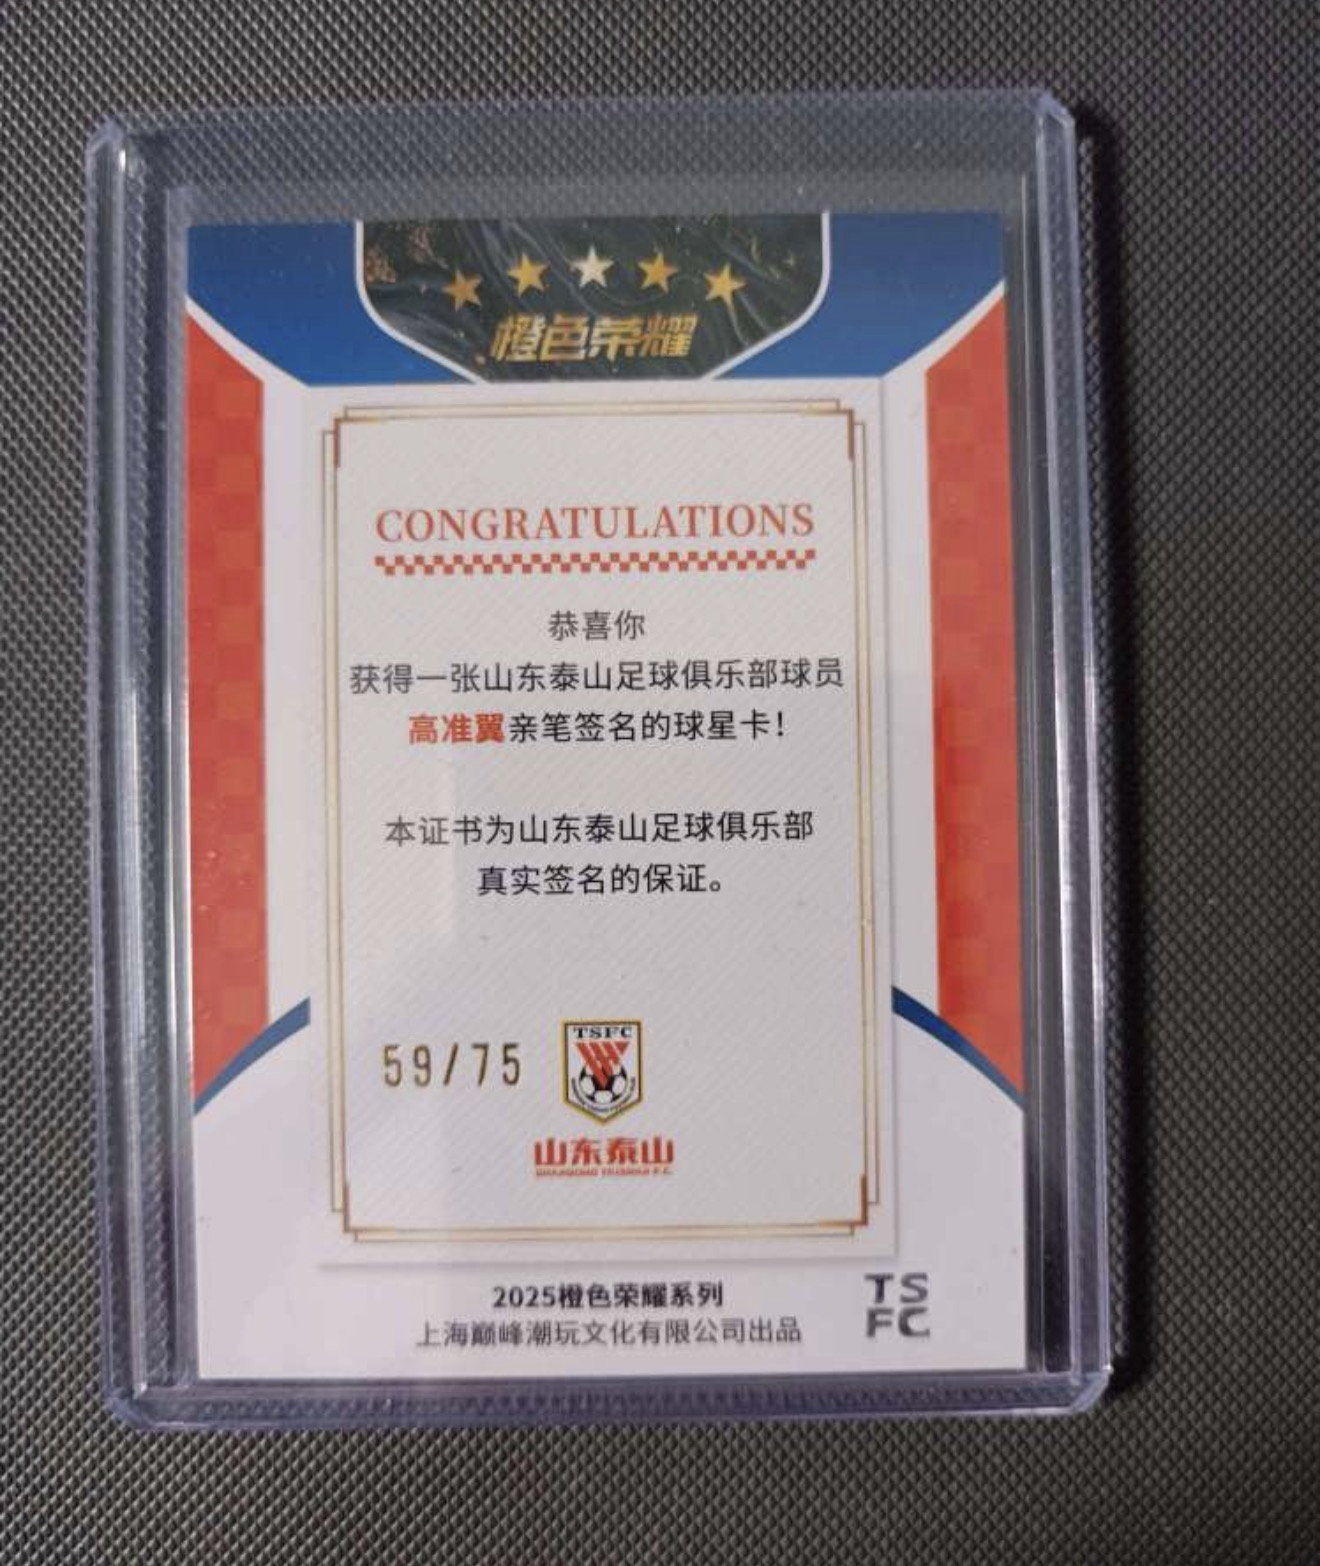 橙色荣耀
CONGRATULATIONS
恭喜你
获得一张山东泰山足球俱乐部球员
高准翼亲笔签名的球星卡！
本证书为山东泰山足球俱乐部
真实签名的保证。
59/75
TSFC
山东泰山
SHANDONG TAISHAN F.C.
2025橙色荣耀系列
上海巅峰潮玩文化有限公司出品
TS
FC